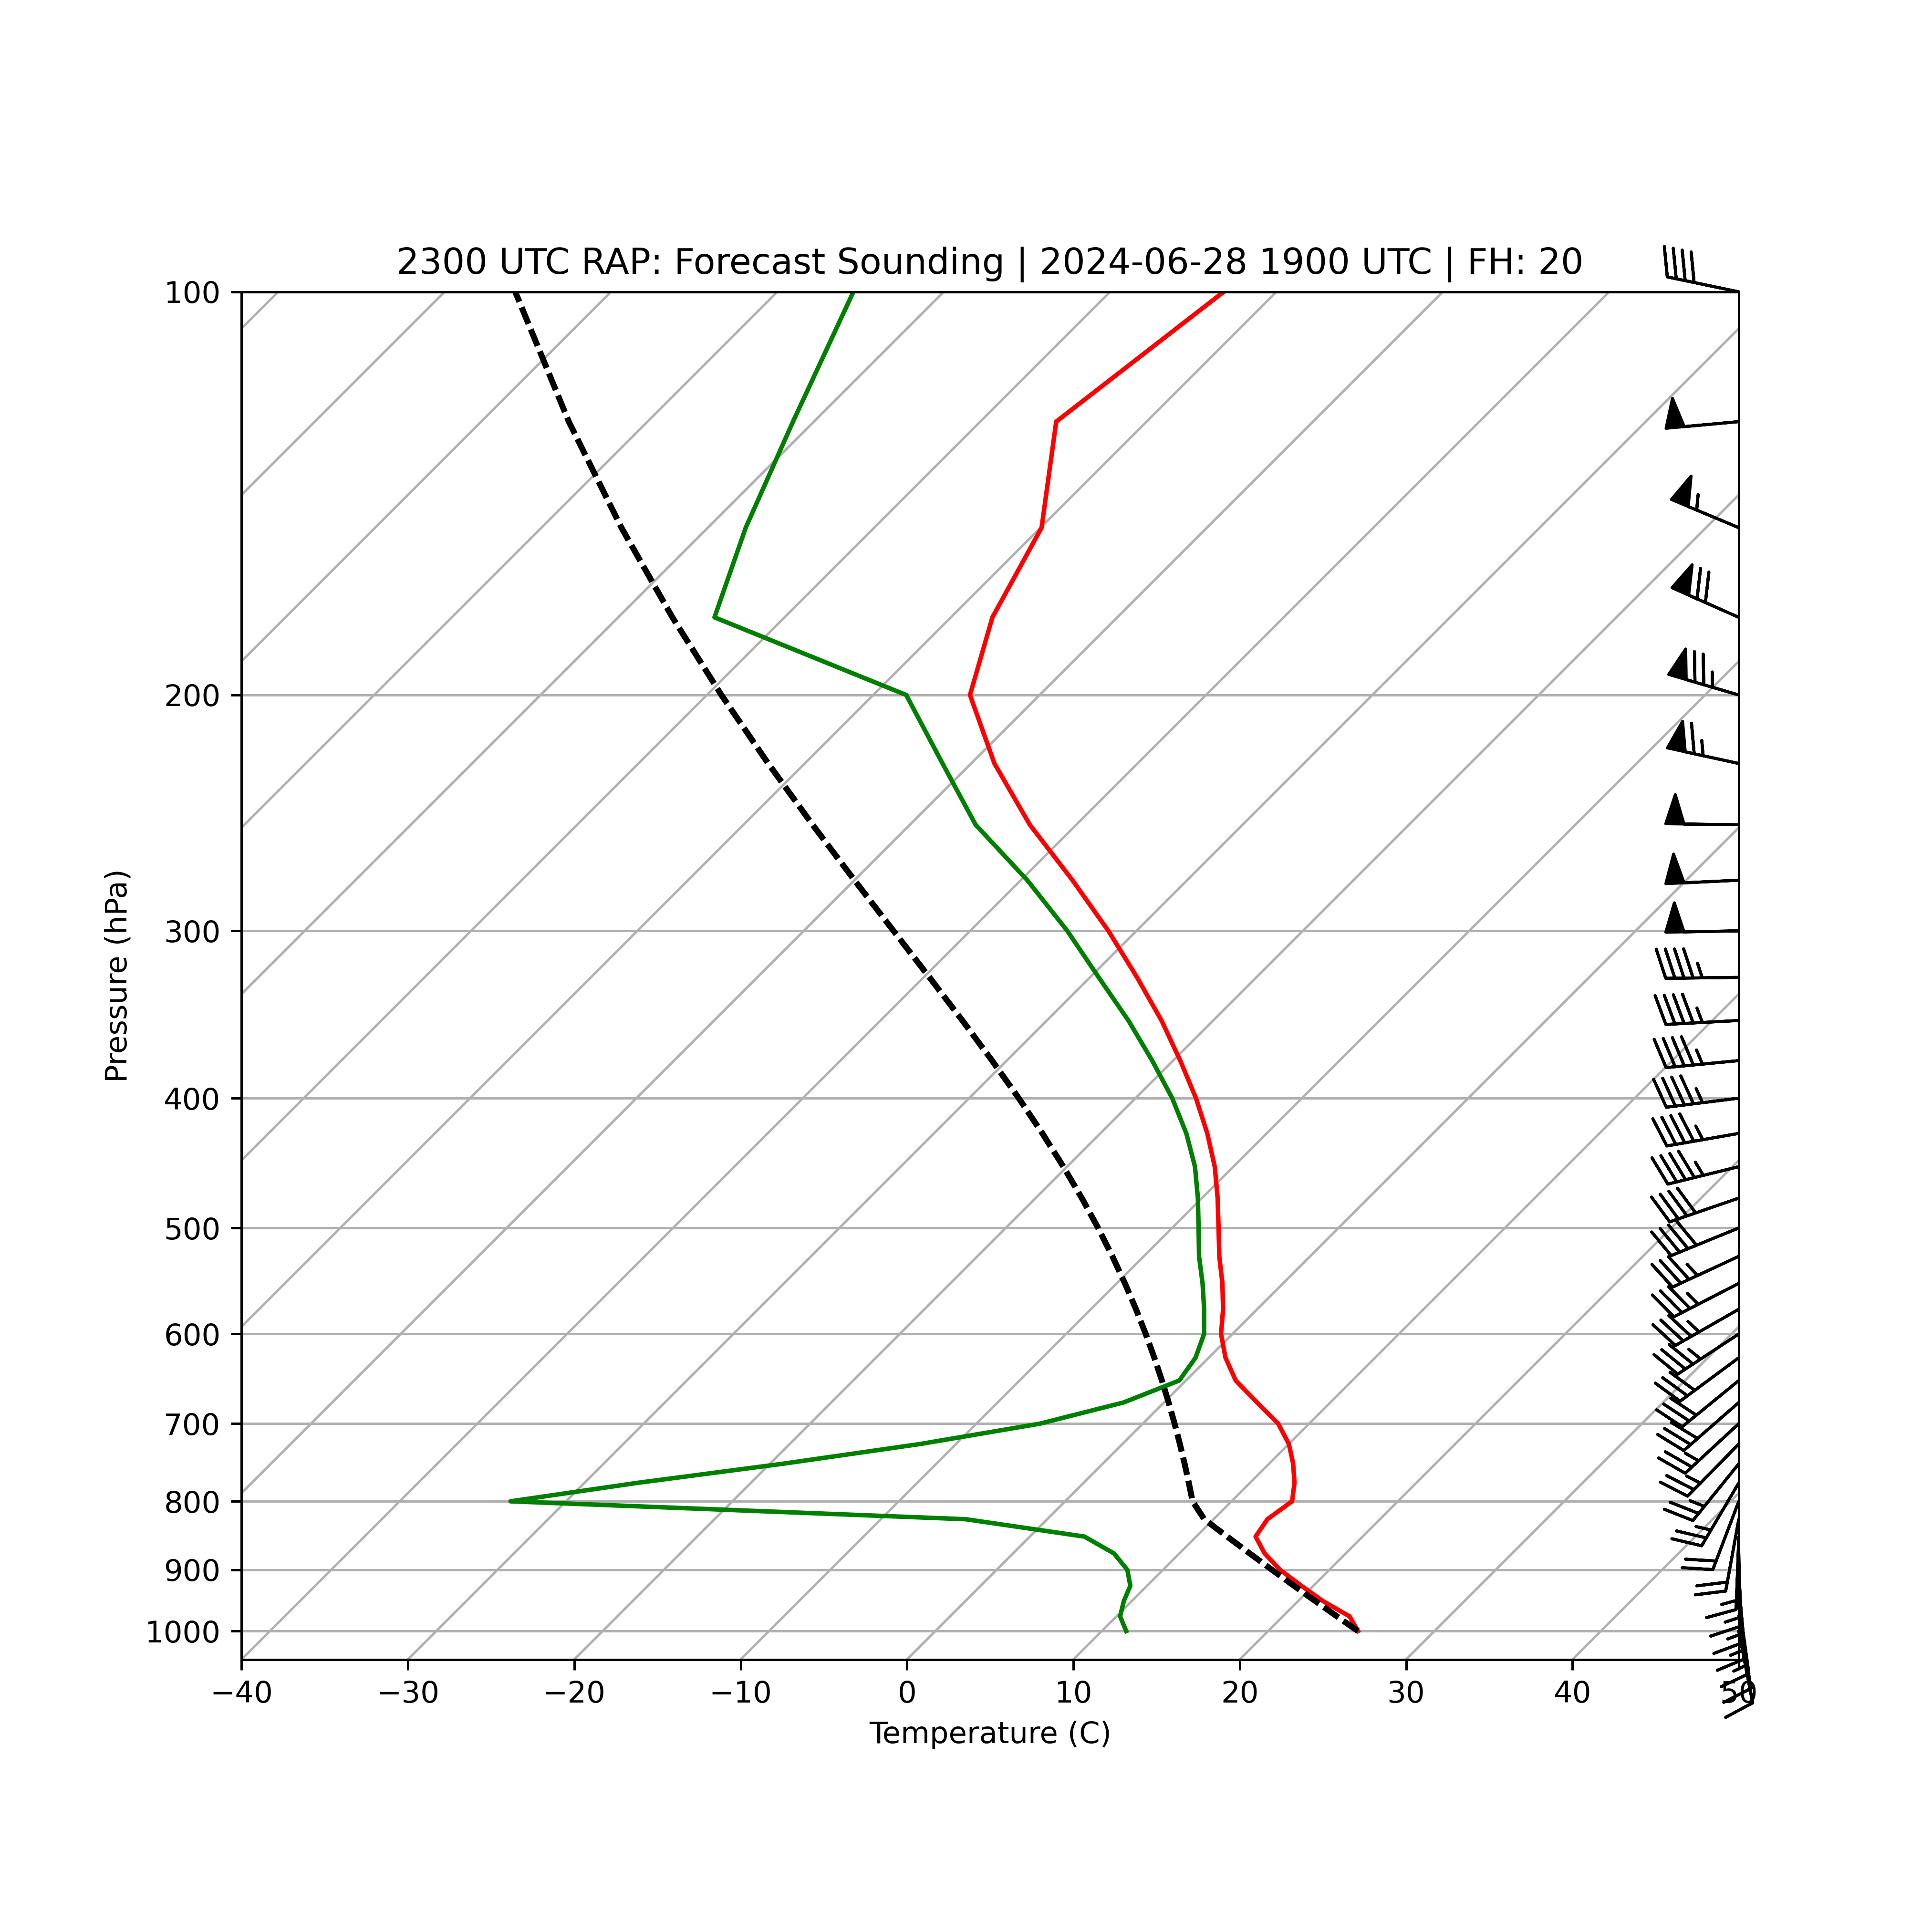 2300 UTC RAP: Forecast Sounding | 2024-06-28 1900 UTC | FH: 20
100
200
300
400
500
600
700
800
900
1000
Pressure (hPa)
−40 −30 −20 −10 0 10 20 30 40 50
Temperature (C)